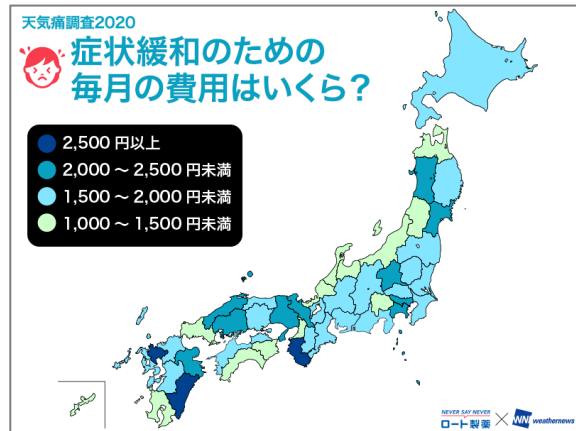 天気痛調査2020
症状緩和のための
毎月の費用はいくら？
2,500 円以上
2,000 〜 2,500 円未満
1,500 〜 2,000 円未満
1,000 〜 1,500 円未満
NEVER SAY NEVER
ロート製薬 × WNI weathernews